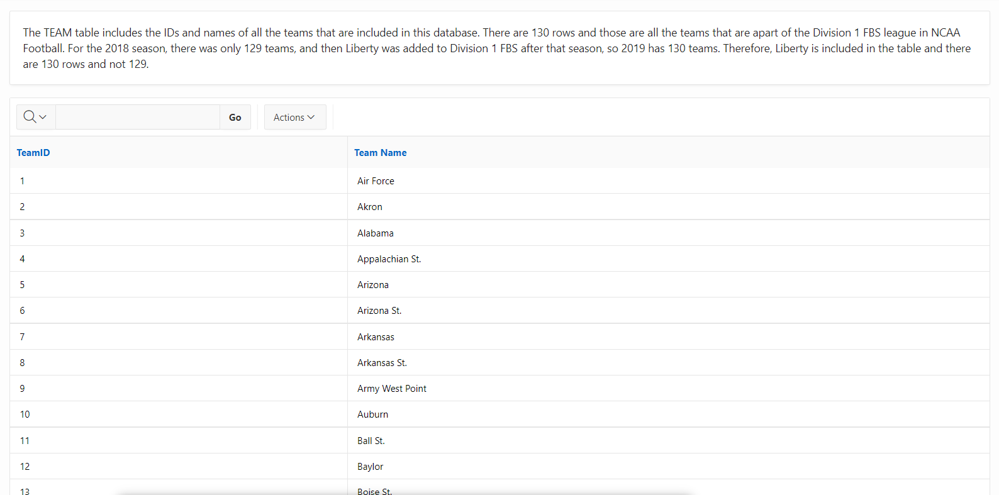 The TEAM table includes the IDs and names of all the teams that are included in this database. There are 130 rows and those are all the teams that are apart of the Division 1 FBS league in NCAA
Football. For the 2018 season, there was only 129 teams, and then Liberty was added to Division 1 FBS after that season, so 2019 has 130 teams. Therefore, Liberty is included in the table and there
are 130 rows and not 129.
Go Actions
TeamID Team Name
1 Air Force
2 Akron
3 Alabama
4 Appalachian St.
5 Arizona
6 Arizona St.
7 Arkansas
8 Arkansas St.
9 Army West Point
10 Auburn
11 Ball St.
12 Baylor
13 Boise St.